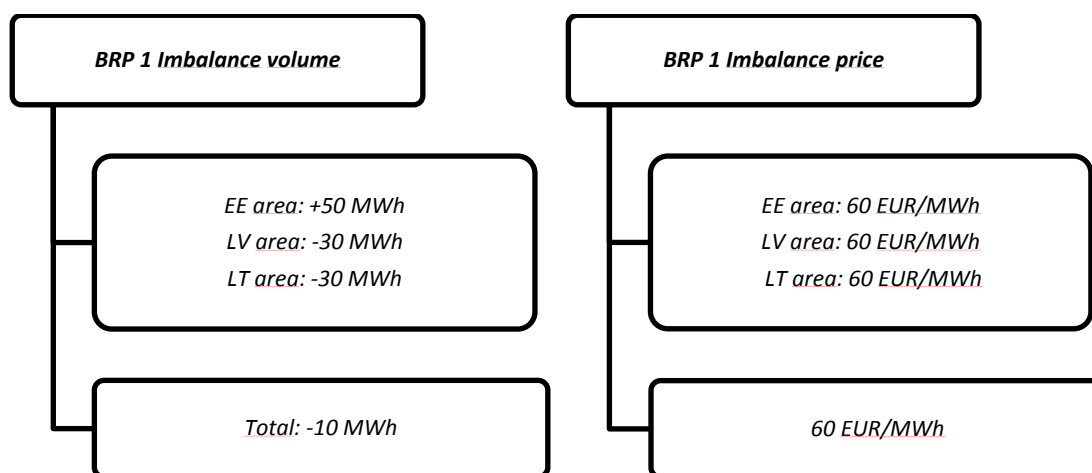 BRP 1 Imbalance volume
EE area: +50 MWh
LV area: -30 MWh
LT area: -30 MWh
Total: -10 MWh
BRP 1 Imbalance price
EE area: 60 EUR/MWh
LV area: 60 EUR/MWh
LT area: 60 EUR/MWh
60 EUR/MWh